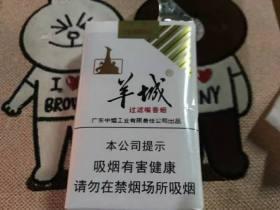 羊城
过滤嘴香烟
广东中烟工业有限责任公司出品
本公司提示
吸烟有害健康
请勿在禁烟场所吸烟
I
BROW
NY